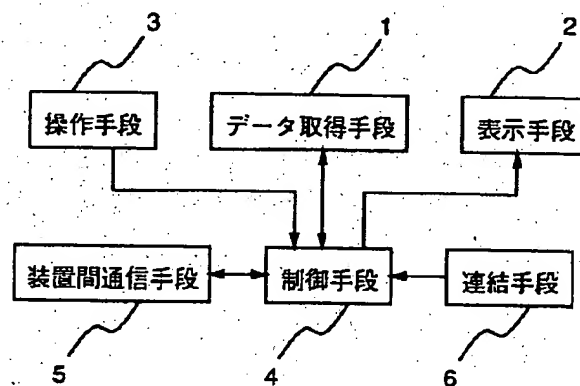 3
1
2
操作手段
データ取得手段
表示手段
装置間通信手段
制御手段
連結手段
5
4
6